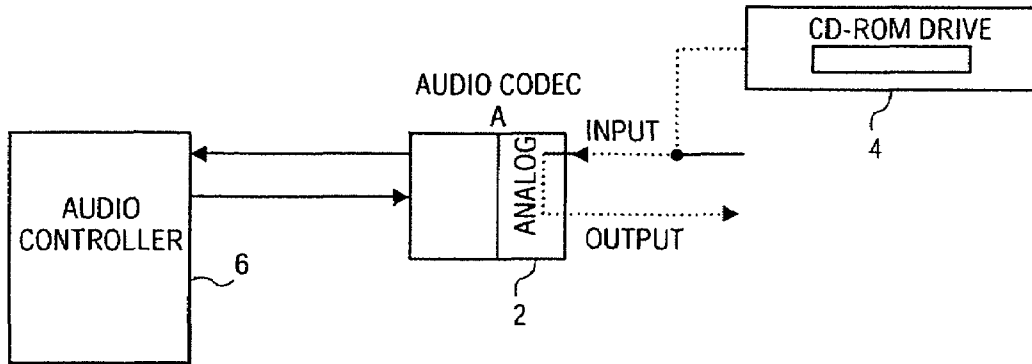 CD-ROM DRIVE
4
AUDIO CODEC
A
INPUT
ANALOG
OUTPUT
2
AUDIO
CONTROLLER
6